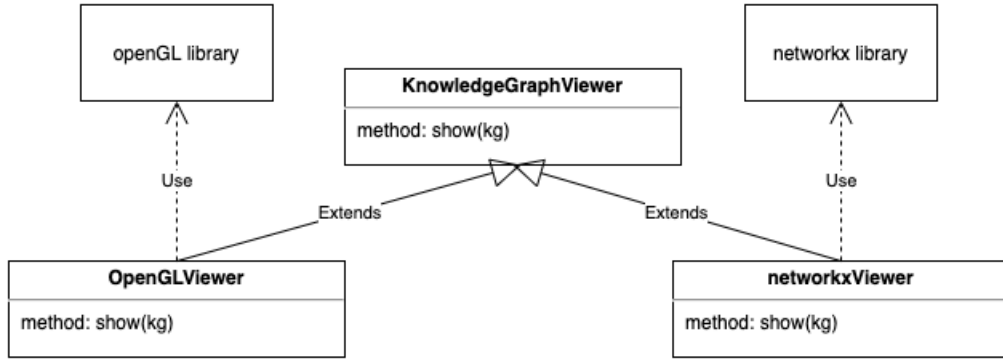 openGL library
networkx library
KnowledgeGraphViewer
method: show(kg)
Use
Use
Extends
Extends
OpenGLViewer
method: show(kg)
networkxViewer
method: show(kg)